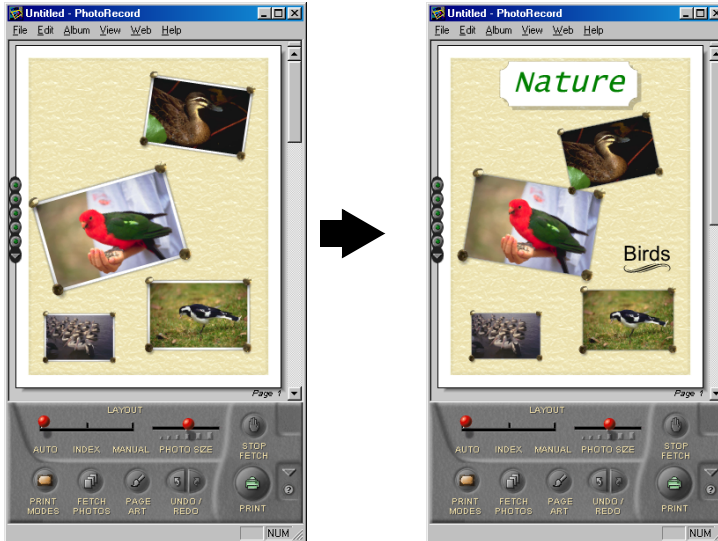 Untitled - PhotoRecord
File Edit Album View Web Help
Page 1
LAYOUT
AUTO INDEX MANUAL PHOTO SIZE
STOP FETCH
PRINT MODES
FETCH PHOTOS
PAGE ART
UNDO / REDO
PRINT
NUM
Untitled - PhotoRecord
File Edit Album View Web Help
Nature
Birds
Page 1
LAYOUT
AUTO INDEX MANUAL PHOTO SIZE
STOP FETCH
PRINT MODES
FETCH PHOTOS
PAGE ART
UNDO / REDO
PRINT
NUM